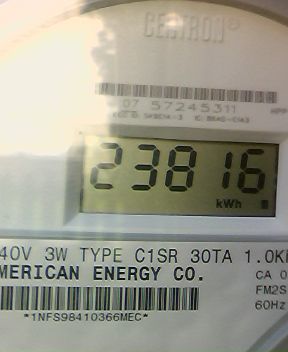 CENTRON®
07 57245311
23816
kWh
40V 3W TYPE C1SR 30TA 1.0K
MERICAN ENERGY CO.
CA 0
FM2S
60Hz
*1NFS98410366MEC*